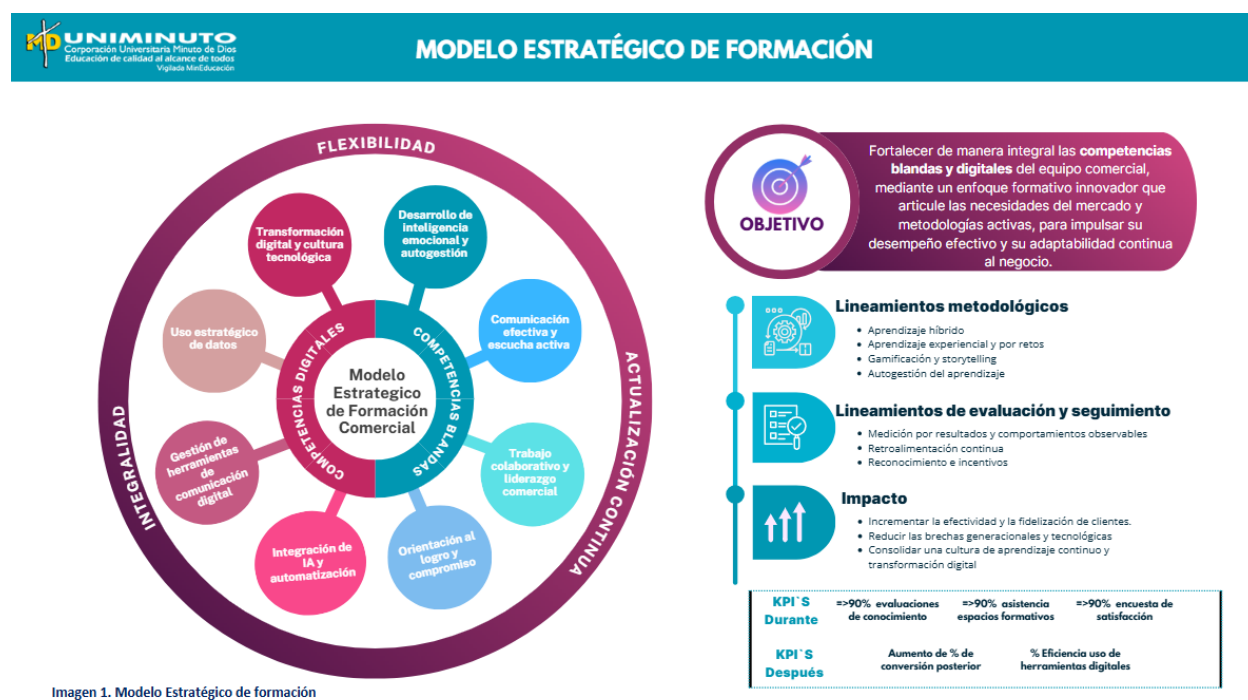 UNIMINUTO
Corporación Universitaria Minuto de Dios
Educación de calidad al alcance de todos
Vigilada MinEducación
MODELO ESTRATÉGICO DE FORMACIÓN
FLEXIBILIDAD
INTEGRALIDAD
ACTUALIZACIÓN CONTINUA
Transformación
digital y cultura
tecnológica
Desarrollo de
inteligencia
emocional y
autogestión
Uso estratégico
de datos
Comunicación
efectiva y
escucha activa
COMPETENCIAS DIGITALES
COMPETENCIAS BLANDAS
Modelo
Estrategico
de Formación
Comercial
Gestión de
herramientas
de
comunicación
digital
Trabajo
colaborativo y
liderazgo
comercial
Integración de
IA y
automatización
Orientación al
logro y
compromiso
OBJETIVO
Fortalecer de manera integral las competencias
blandas y digitales del equipo comercial,
mediante un enfoque formativo innovador que
articule las necesidades del mercado y
metodologías activas, para impulsar su
desempeño efectivo y su adaptabilidad continua
al negocio.
Lineamientos metodológicos
• Aprendizaje híbrido
• Aprendizaje experiencial y por retos
• Gamificación y storytelling
• Autogestión del aprendizaje
Lineamientos de evaluación y seguimiento
• Medición por resultados y comportamientos observables
• Retroalimentación continua
• Reconocimiento e incentivos
Impacto
• Incrementar la efectividad y la fidelización de clientes.
• Reducir las brechas generacionales y tecnológicas
• Consolidar una cultura de aprendizaje continuo y
transformación digital
KPI`S
Durante
=>90% evaluaciones
de conocimiento
=>90% asistencia
espacios formativos
=>90% encuesta de
satisfacción
KPI`S
Después
Aumento de % de
conversión posterior
% Eficiencia uso de
herramientas digitales
Imagen 1. Modelo Estratégico de formación